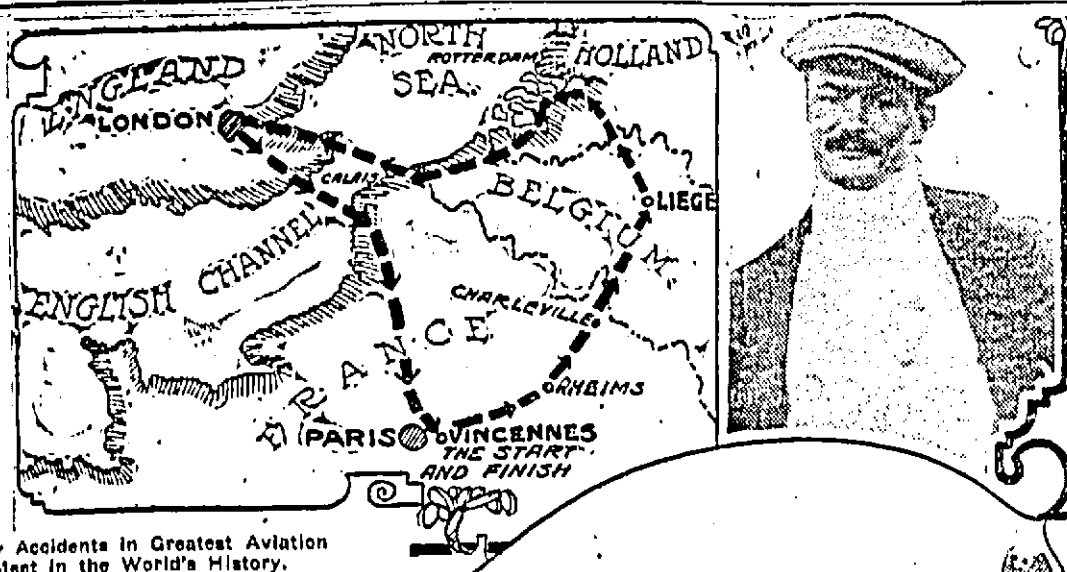 NORTH
SEA
ROTTERDAM
HOLLAND
ENGLAND
LONDON
CALAIS
BELGIUM
LIEGE
ENGLISH CHANNEL
CHARLEVILLE
FRANCE
RHEIMS
PARIS
VINCENNES
THE START
AND FINISH
Accidents in Greatest Aviation
in the World's History.